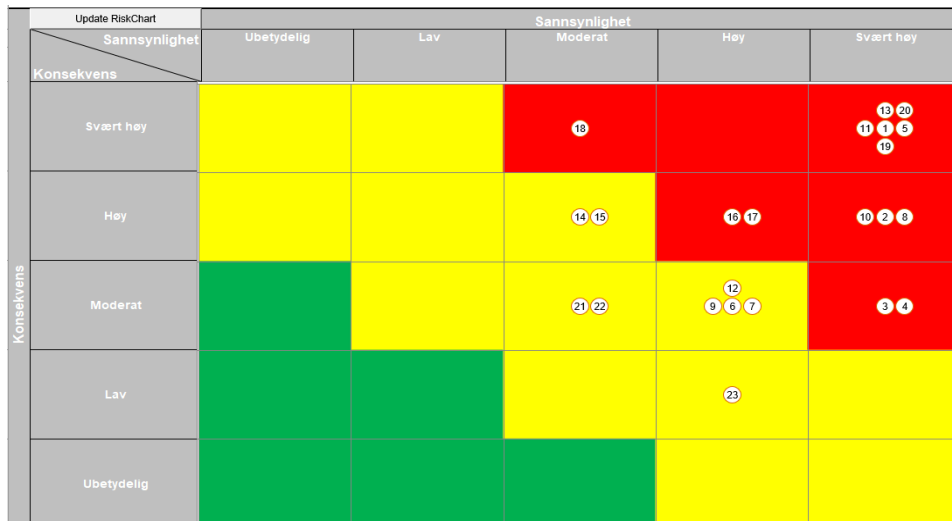 Update RiskChart
Sannsynlighet
Sannsynlighet
Konsekvens
Ubetydelig
Lav
Moderat
Høy
Svært høy
Konsekvens
Svært høy
18
13 20
11 1 5
19
Høy
14 15
16 17
10 2 8
Moderat
21 22
12
9 6 7
3 4
Lav
23
Ubetydelig